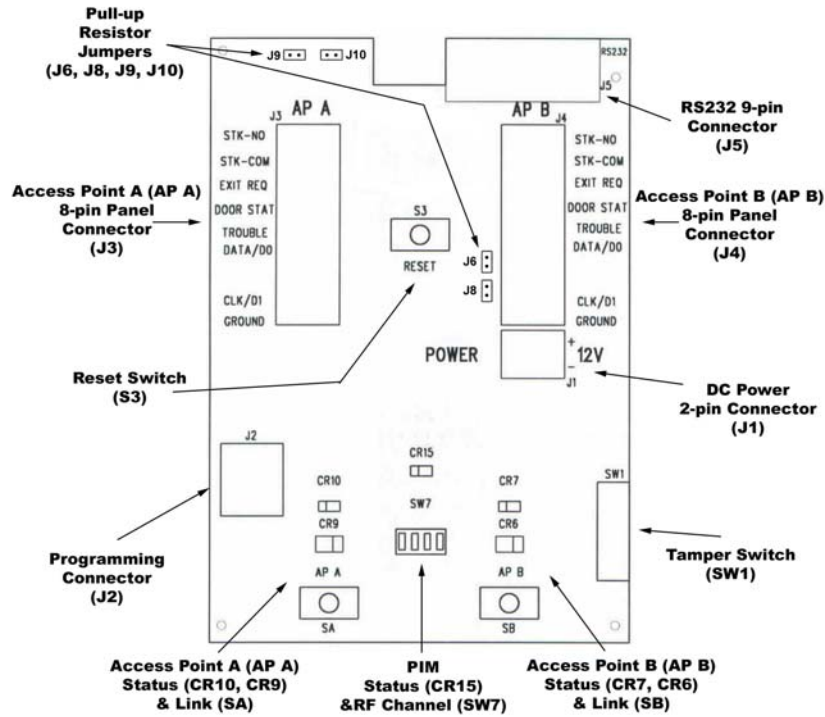 Pull-up
Resistor
Jumpers
(J6, J8, J9, J10)
J9
J10
RS232
J5
RS232 9-pin
Connector
(J5)
AP A
J3
STK-NO
STK-COM
EXIT REQ
DOOR STAT
TROUBLE
DATA/D0
CLK/D1
GROUND
Access Point A (AP A)
8-pin Panel
Connector
(J3)
S3
RESET
J6
J8
AP B
J4
STK-NO
STK-COM
EXIT REQ
DOOR STAT
TROUBLE
DATA/D0
CLK/D1
GROUND
Access Point B (AP B)
8-pin Panel
Connector
(J4)
POWER
+
12V
-
J1
Reset Switch
(S3)
DC Power
2-pin Connector
(J1)
J2
CR15
CR10
SW7
CR7
SW1
CR9
CR6
Programming
Connector
(J2)
Tamper Switch
(SW1)
AP A
AP B
SA
SB
Access Point A (AP A)
Status (CR10, CR9)
& Link (SA)
PIM
Status (CR15)
&RF Channel (SW7)
Access Point B (AP B)
Status (CR7, CR6)
& Link (SB)